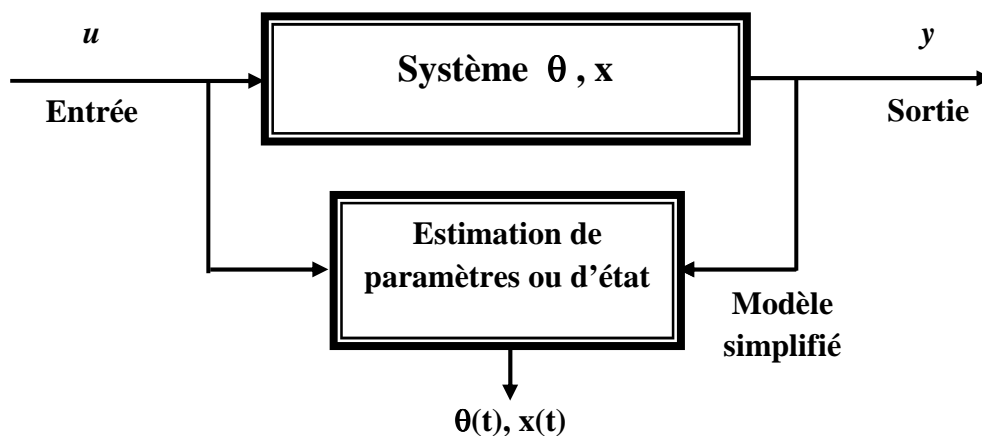 u
y
Système θ , x
Entrée
Sortie
Estimation de
paramètres ou d’état
Modèle
simplifié
θ(t), x(t)